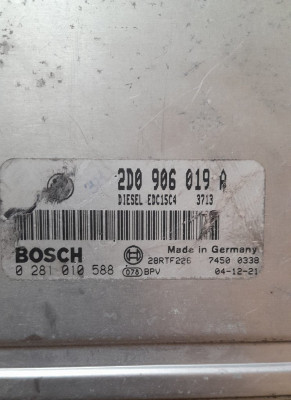 2D0 906 019 A
DIESEL EDC15C4 3713
BOSCH
Made in Germany
0 281 010 588
28RTF226 7450 0338
078 BPV 04-12-21